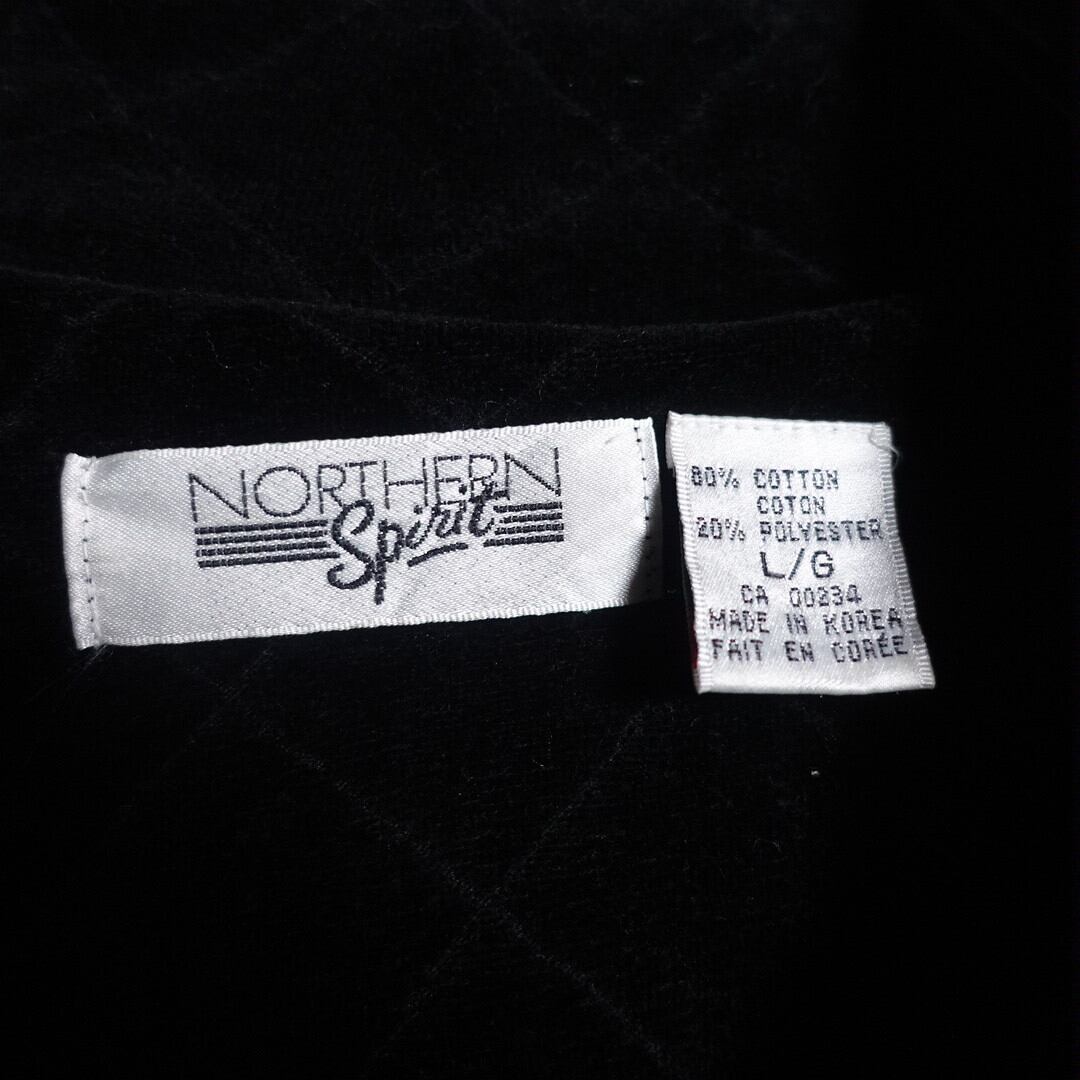 NORTHERN
Spirit
80% COTTON
COTON
20% POLYESTER
L/G
CA 00234
MADE IN KOREA
FAIT EN CORÉE